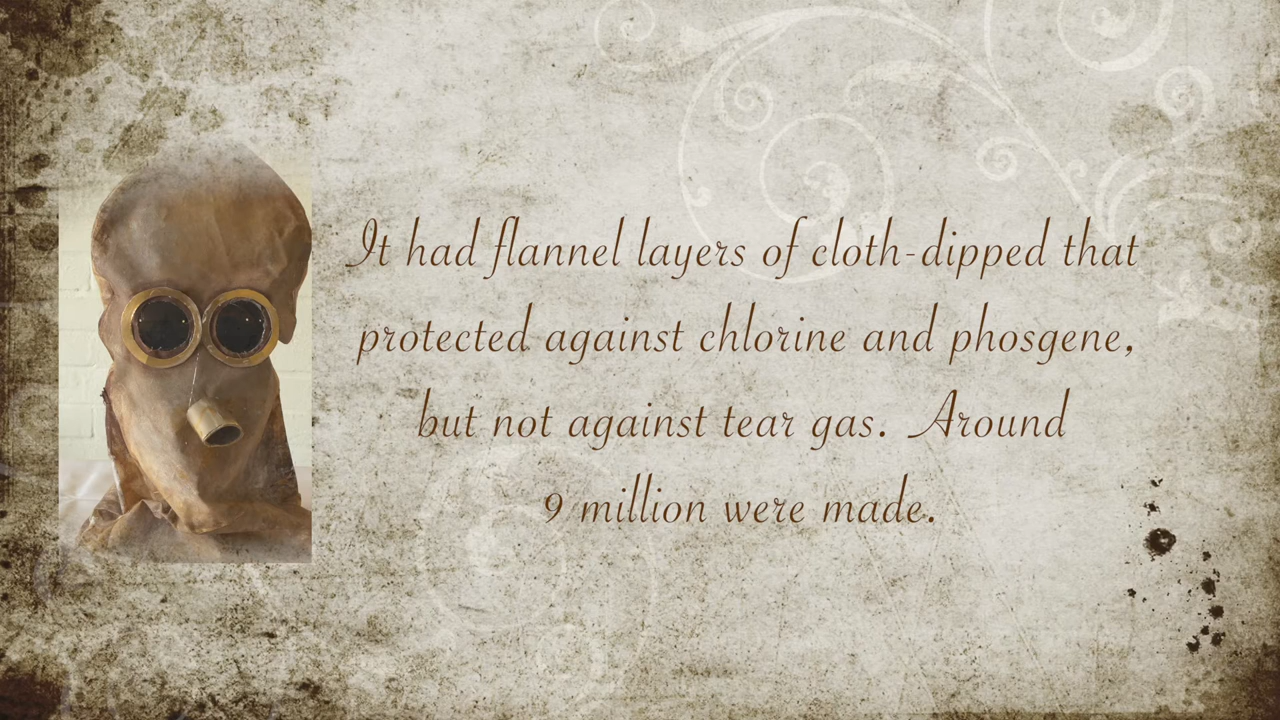 It had flannel layers of cloth-dipped that
protected against chlorine and phosgene,
but not against tear gas. Around
9 million were made.